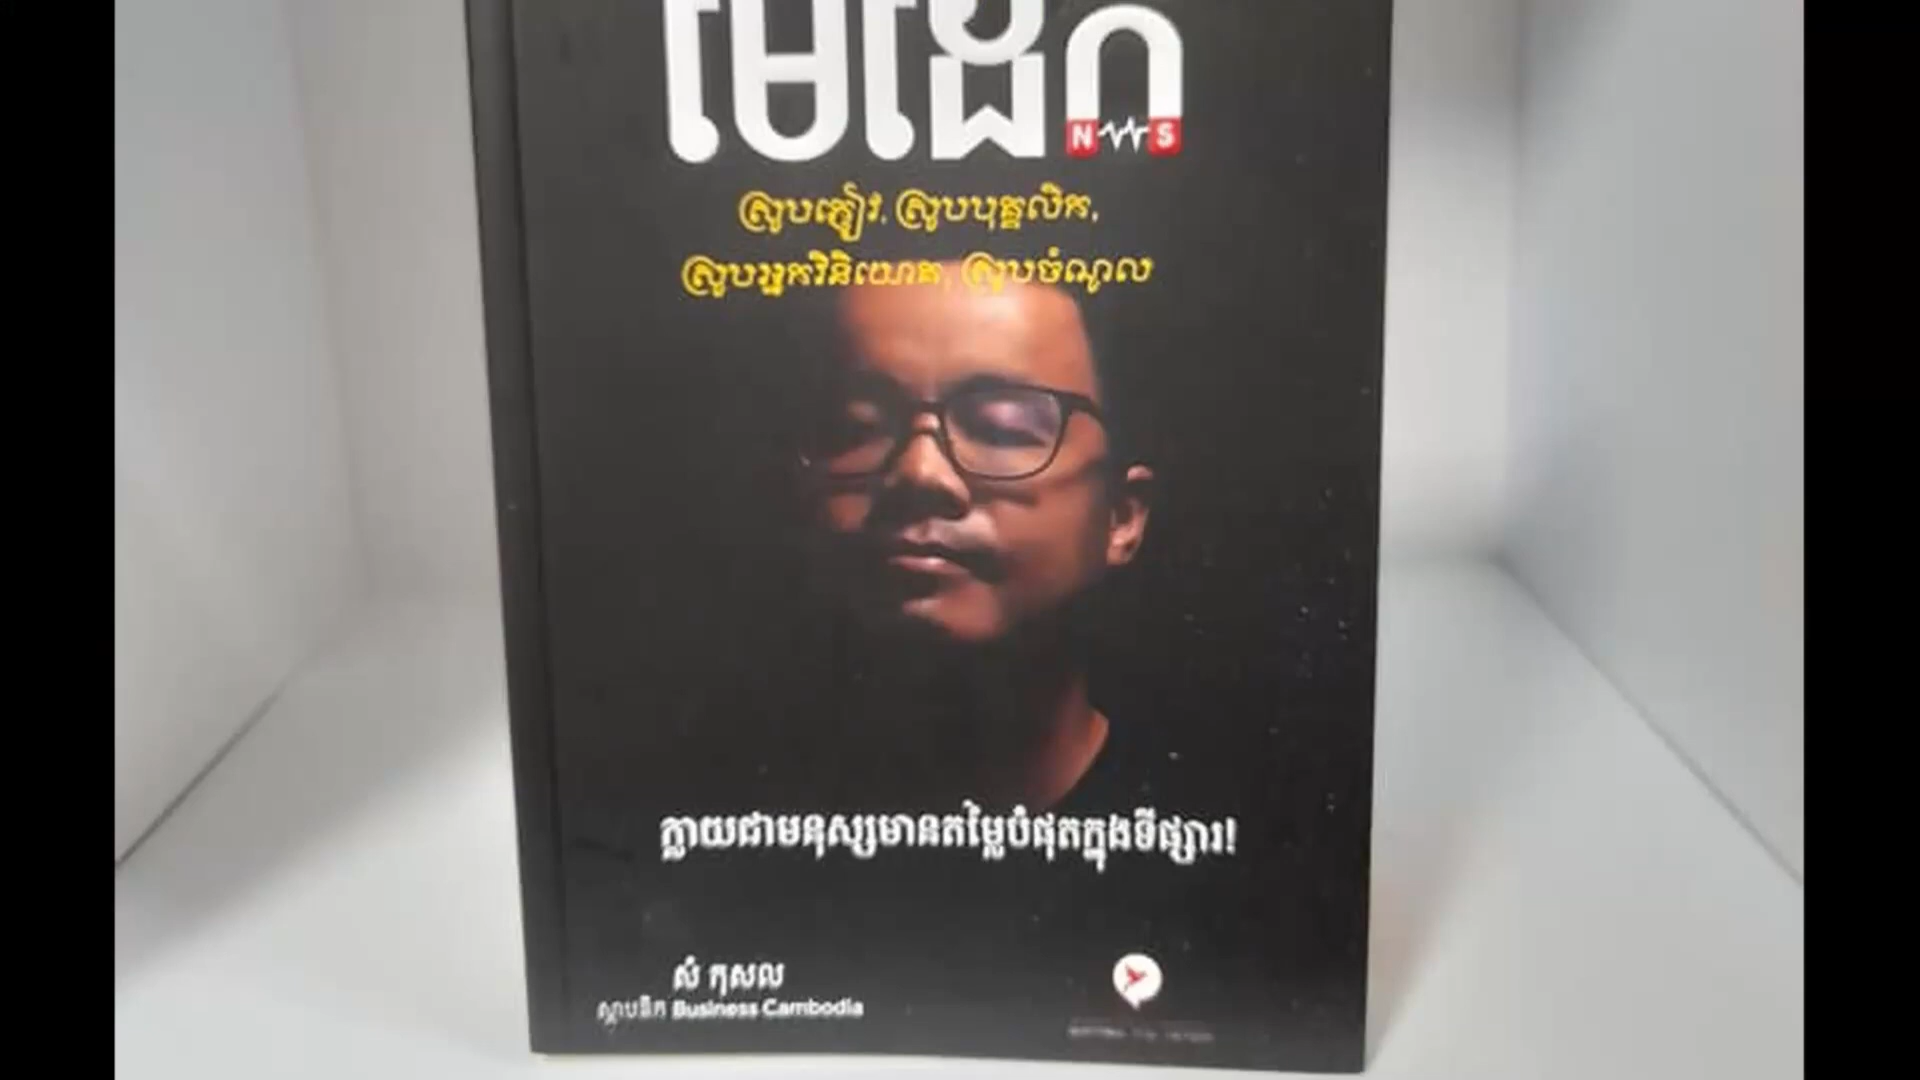 មេដែក
N S
ស្រូបភ្ញៀវ, ស្រូបបុគ្គលិក,
ស្រូបអ្នកវិនិយោគ, ស្រូបចំណូល
ក្លាយជាមនុស្សមានតម្លៃបំផុតក្នុងទីផ្សារ!
សំ កុសល
ស្ថាបនិក Business Cambodia